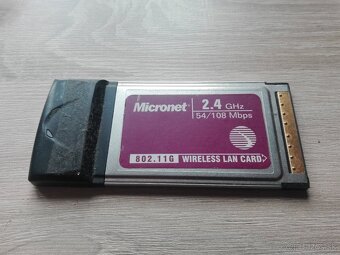 Micronet 2.4 GHz
54/108 Mbps
802.11G WIRELESS LAN CARD